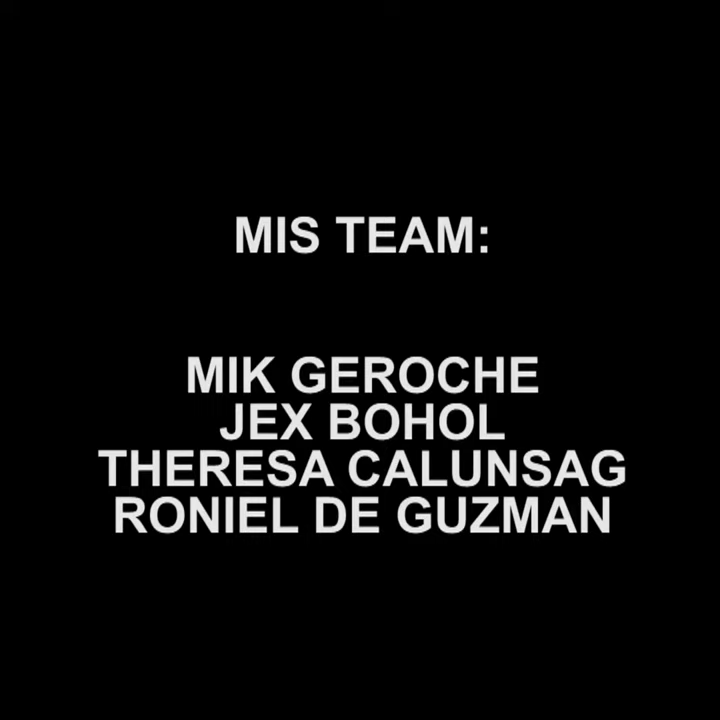 MIS TEAM:
MIK GEROCHE
JEX BOHOL
THERESA CALUNSAG
RONIEL DE GUZMAN